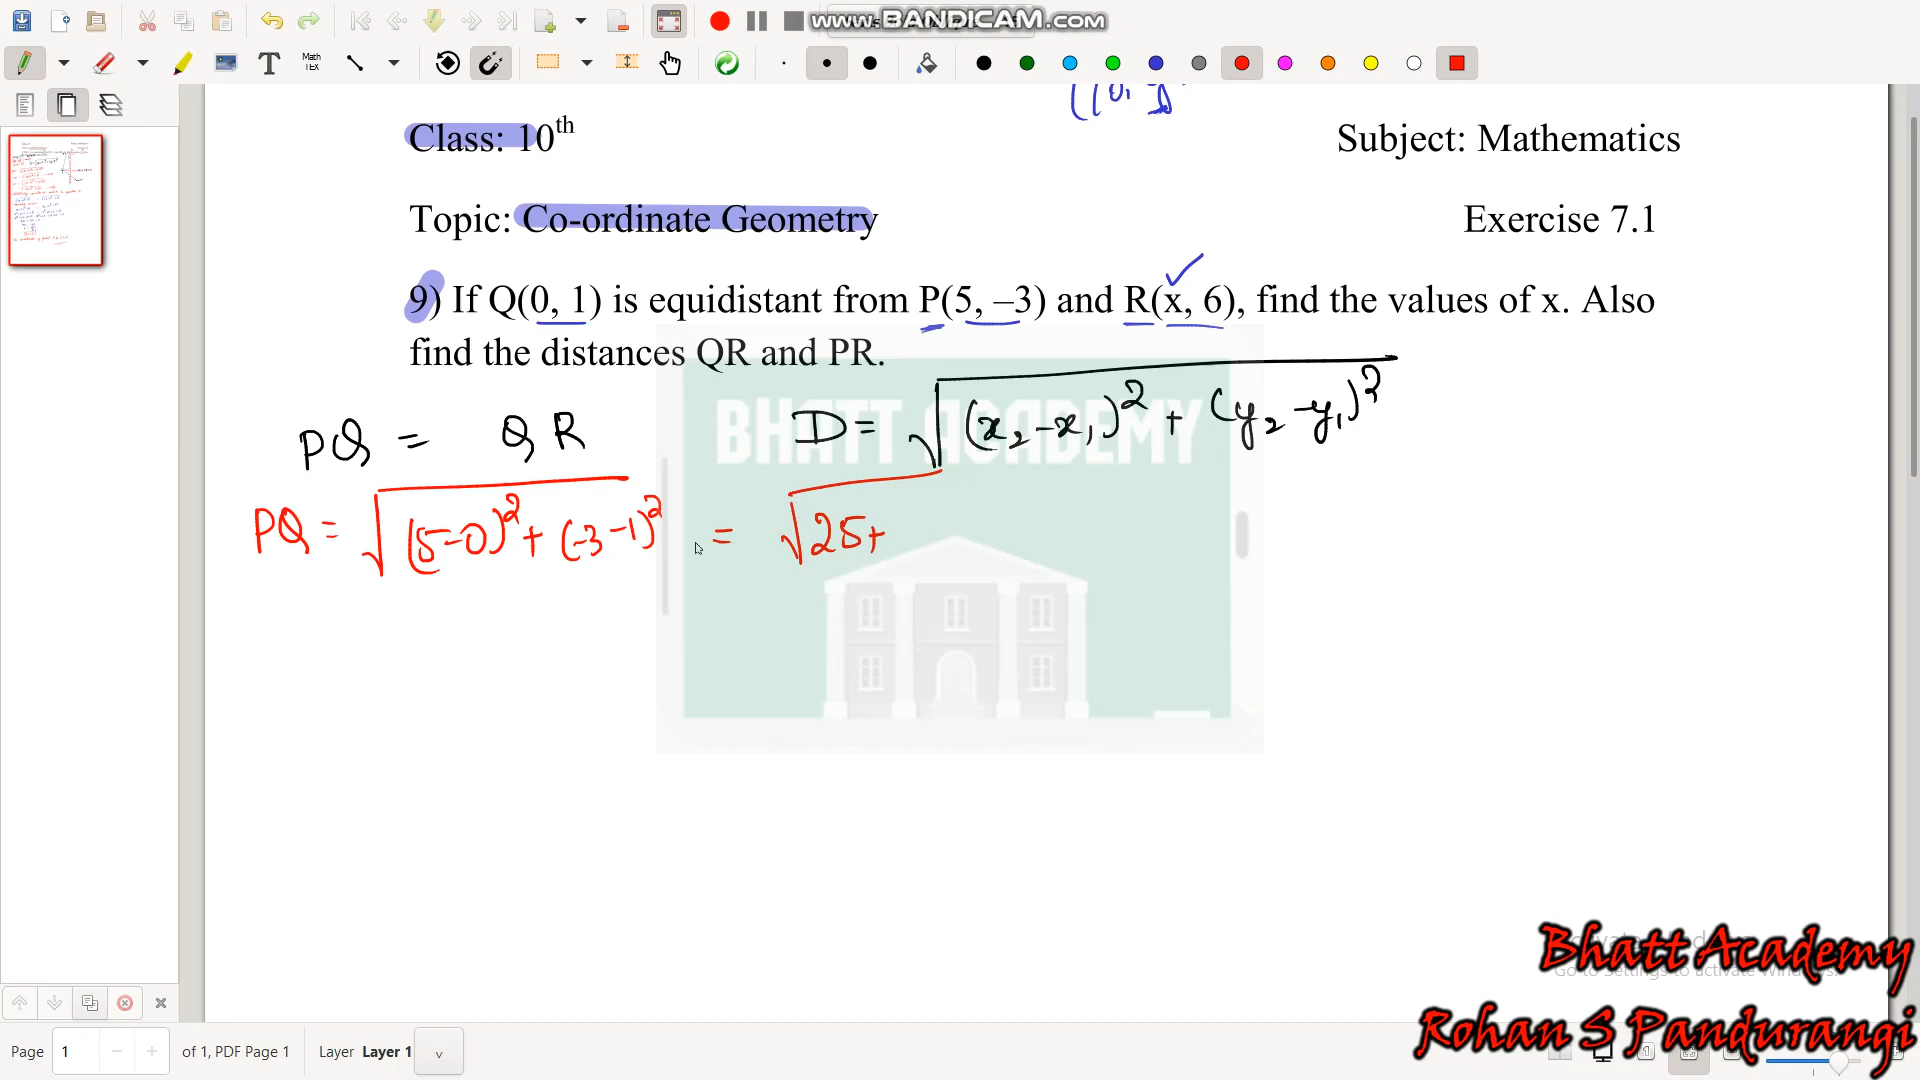 www.BANDICAM.com
Math
TEX
Class: 10th
Subject: Mathematics
Topic: Co-ordinate Geometry
Exercise 7.1
9) If Q(0, 1) is equidistant from P(5, –3) and R(x, 6), find the values of x. Also
find the distances QR and PR.
PQ = QR
D = √(x₂-x₁)² + (y₂-y₁)²
PQ = √(5-0)² + (-3-1)² = √25+
BHATT ACADEMY
Bhatt Academy
Rohan S Pandurangi
Page 1 of 1, PDF Page 1 Layer Layer 1